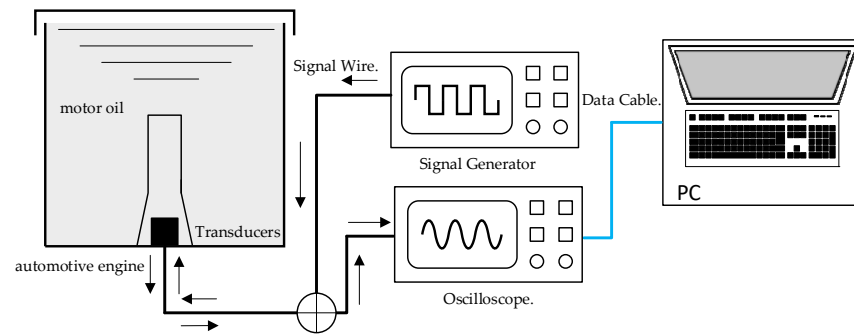 Signal Wire.
motor oil
Data Cable.
Signal Generator
PC
Transducers
automotive engine
Oscilloscope.